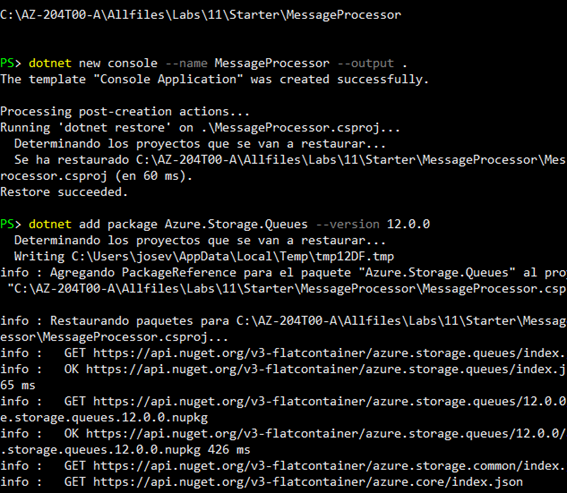 C:\AZ-204T00-A\Allfiles\Labs\11\Starter\MessageProcessor
PS> dotnet new console --name MessageProcessor --output .
The template "Console Application" was created successfully.
Processing post-creation actions...
Running 'dotnet restore' on .\MessageProcessor.csproj...
  Determinando los proyectos que se van a restaurar...
  Se ha restaurado C:\AZ-204T00-A\Allfiles\Labs\11\Starter\MessageProcessor\Mes
rocessor.csproj (en 60 ms).
Restore succeeded.
PS> dotnet add package Azure.Storage.Queues --version 12.0.0
  Determinando los proyectos que se van a restaurar...
  Writing C:\Users\josev\AppData\Local\Temp\tmp12DF.tmp
info : Agregando PackageReference para el paquete "Azure.Storage.Queues" al pro
 "C:\AZ-204T00-A\Allfiles\Labs\11\Starter\MessageProcessor\MessageProcessor.csp
info : Restaurando paquetes para C:\AZ-204T00-A\Allfiles\Labs\11\Starter\Messag
essor\MessageProcessor.csproj...
info :   GET https://api.nuget.org/v3-flatcontainer/azure.storage.queues/index.
info :   OK https://api.nuget.org/v3-flatcontainer/azure.storage.queues/index.j
65 ms
info :   GET https://api.nuget.org/v3-flatcontainer/azure.storage.queues/12.0.0
e.storage.queues.12.0.0.nupkg
info :   OK https://api.nuget.org/v3-flatcontainer/azure.storage.queues/12.0.0/
.storage.queues.12.0.0.nupkg 426 ms
info :   GET https://api.nuget.org/v3-flatcontainer/azure.storage.common/index.
info :   GET https://api.nuget.org/v3-flatcontainer/azure.core/index.json